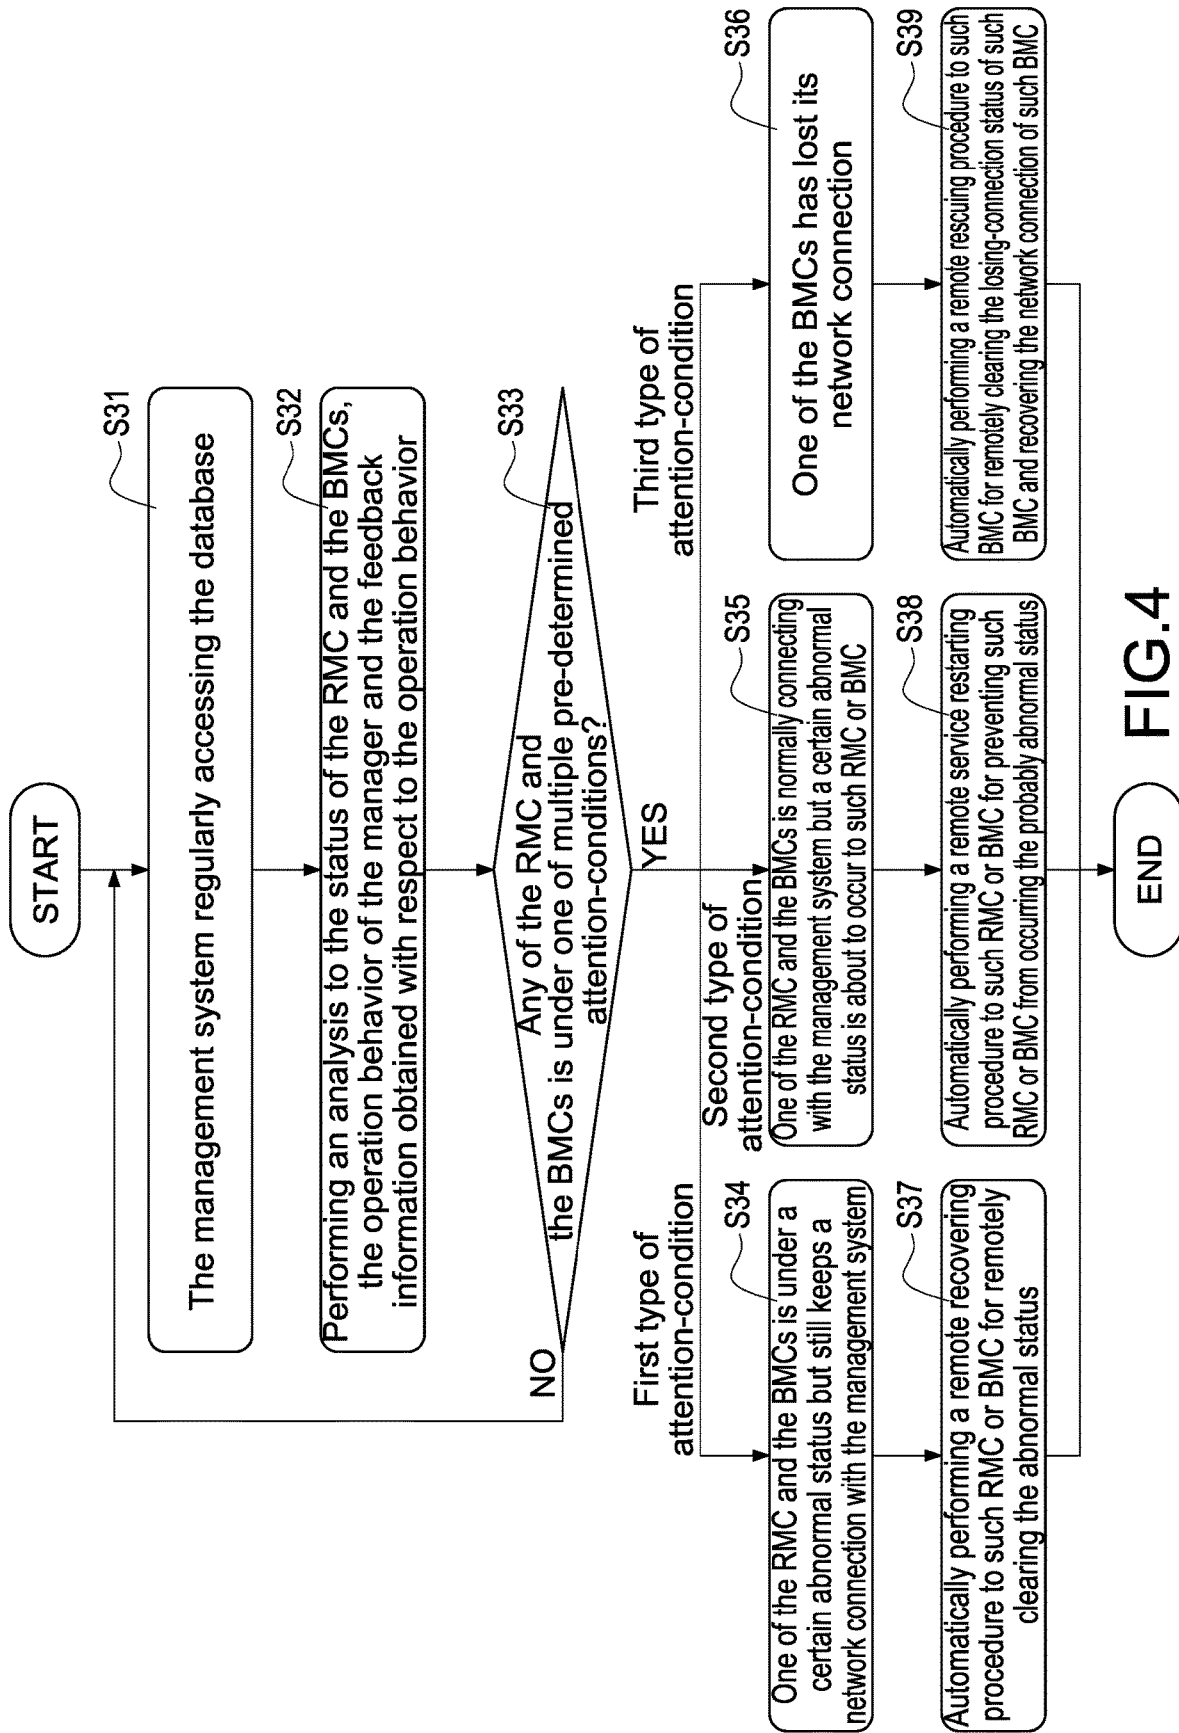 START
S31
The management system regularly accessing the database
S32
Performing an analysis to the status of the RMC and the BMCs,
the operation behavior of the manager and the feedback
information obtained with respect to the operation behavior
S33
Any of the RMC and
the BMCs is under one of multiple pre-determined
attention-conditions?
NO
YES
First type of
attention-condition
Second type of
attention-condition
Third type of
attention-condition
S34
One of the RMC and the BMCs is under a
certain abnormal status but still keeps a
network connection with the management system
S35
One of the RMC and the BMCs is normally connecting
with the management system but a certain abnormal
status is about to occur to such RMC or BMC
S36
One of the BMCs has lost its
network connection
S37
Automatically performing a remote recovering
procedure to such RMC or BMC for remotely
clearing the abnormal status
S38
Automatically performing a remote service restarting
procedure to such RMC or BMC for preventing such
RMC or BMC from occurring the probably abnormal status
S39
Automatically performing a remote rescuing procedure to such
BMC for remotely clearing the losing-connection status of such
BMC and recovering the network connection of such BMC
END
FIG.4